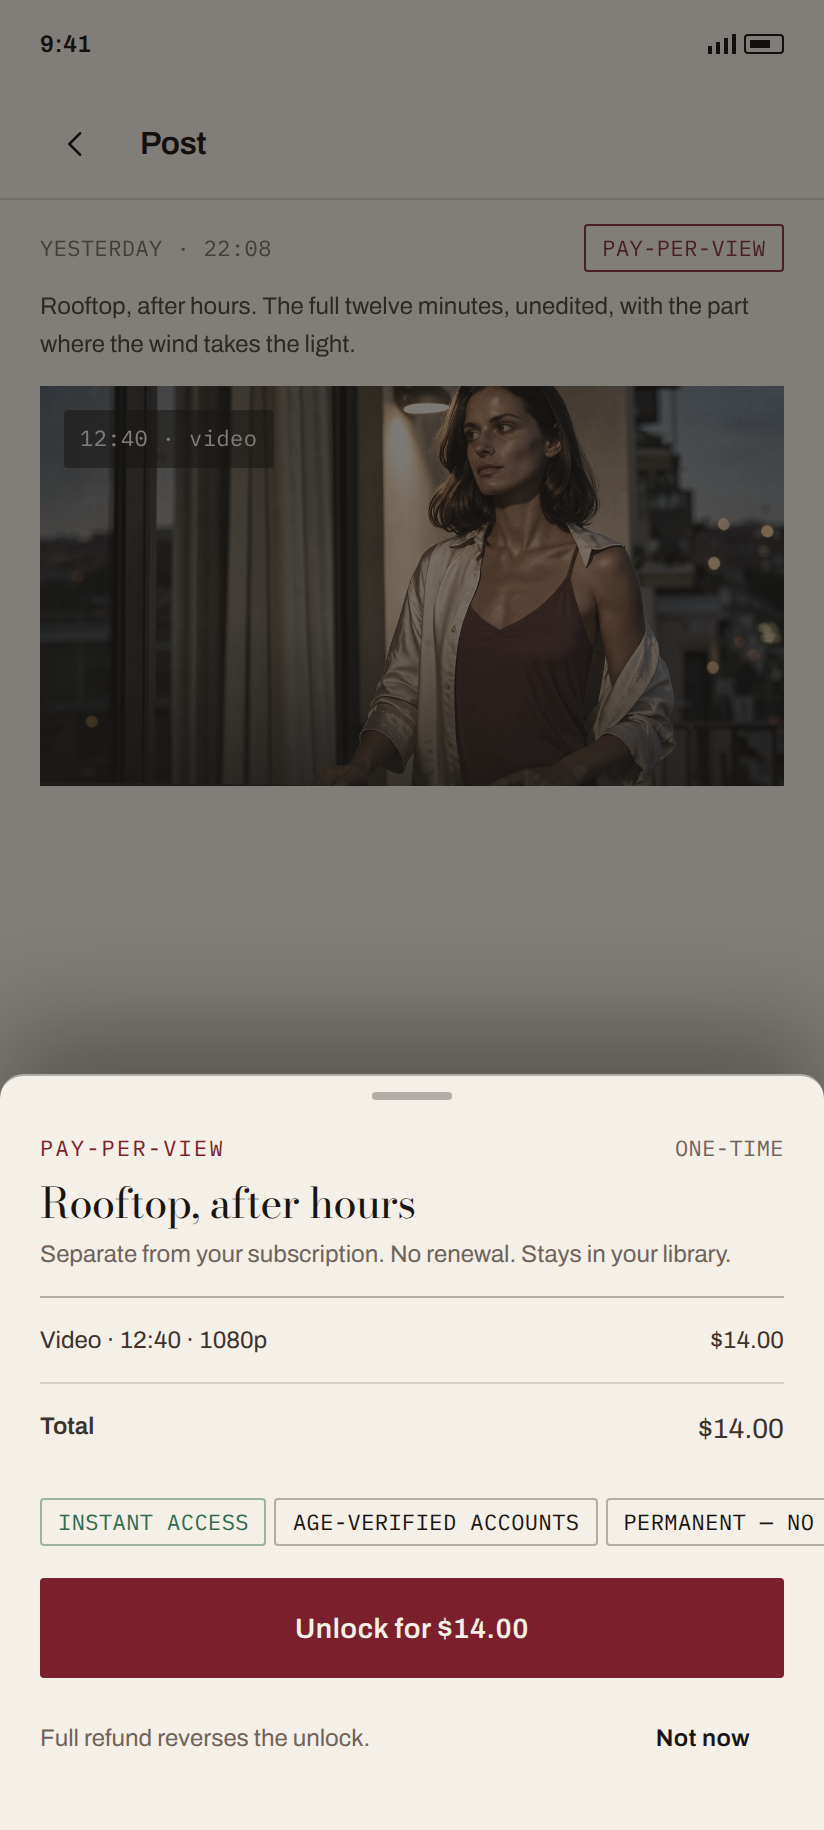 9:41
Post
YESTERDAY · 22:08
PAY-PER-VIEW
Rooftop, after hours. The full twelve minutes, unedited, with the part
where the wind takes the light.
12:40 · video
PAY-PER-VIEW
ONE-TIME
Rooftop, after hours
Separate from your subscription. No renewal. Stays in your library.
Video · 12:40 · 1080p
$14.00
Total
$14.00
INSTANT ACCESS
AGE-VERIFIED ACCOUNTS
PERMANENT — NO
Unlock for $14.00
Full refund reverses the unlock.
Not now